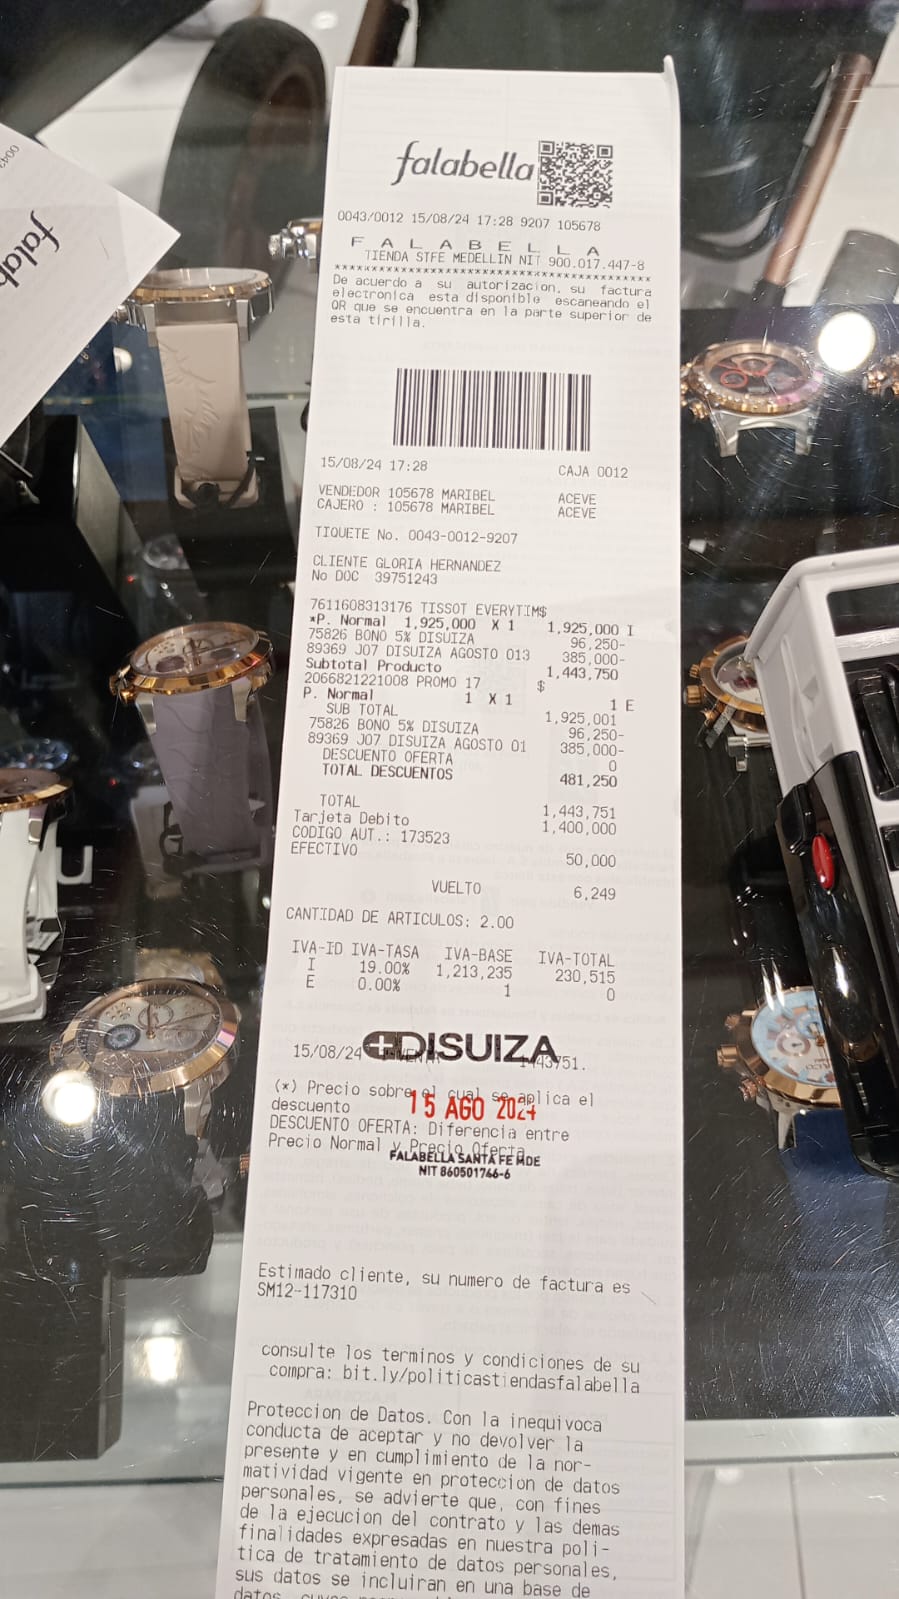 falabella
0043/0012 15/08/24 17:28 9207 105678
F A L A B E L L A
TIENDA STFE MEDELLIN NIT 900.017.447-8
************************************************
De acuerdo a su autorizacion, su factura
electronica esta disponible escaneando el
QR que se encuentra en la parte superior de
esta tirilla.
15/08/24 17:28 CAJA 0012
VENDEDOR 105678 MARIBEL ACEVE
CAJERO : 105678 MARIBEL ACEVE
TIQUETE No. 0043-0012-9207
CLIENTE GLORIA HERNANDEZ
No DOC 39751243
7611608313176 TISSOT EVERYTIM$
*P. Normal 1,925,000 X 1 1,925,000 I
75826 BONO 5% DISUIZA 96,250-
89369 J07 DISUIZA AGOSTO 013 385,000-
Subtotal Producto 1,443,750
2066821221008 PROMO 17 $
P. Normal 1 X 1 1 E
SUB TOTAL 1,925,001
75826 BONO 5% DISUIZA 96,250-
89369 J07 DISUIZA AGOSTO 01 385,000-
DESCUENTO OFERTA 0
TOTAL DESCUENTOS 481,250
TOTAL 1,443,751
Tarjeta Debito 1,400,000
CODIGO AUT.: 173523
EFECTIVO 50,000
VUELTO 6,249
CANTIDAD DE ARTICULOS: 2.00
IVA-ID IVA-TASA IVA-BASE IVA-TOTAL
I 19.00% 1,213,235 230,515
E 0.00% 1 0
DISUIZA
15/08/24 1443751.
(*) Precio sobre el cual se aplica el
descuento
15 AGO 2024
DESCUENTO OFERTA: Diferencia entre
Precio Normal y Precio Oferta
FALABELLA SANTA FE MDE
NIT 860501746-6
Estimado cliente, su numero de factura es
SM12-117310
consulte los terminos y condiciones de su
compra: bit.ly/politicastiendasfalabella
Proteccion de Datos. Con la inequivoca
conducta de aceptar y no devolver la
presente y en cumplimiento de la nor-
matividad vigente en proteccion de datos
personales, se advierte que, con fines
de la ejecucion del contrato y las demas
finalidades expresadas en nuestra poli-
tica de tratamiento de datos personales,
sus datos se incluiran en una base de
datos,
falab